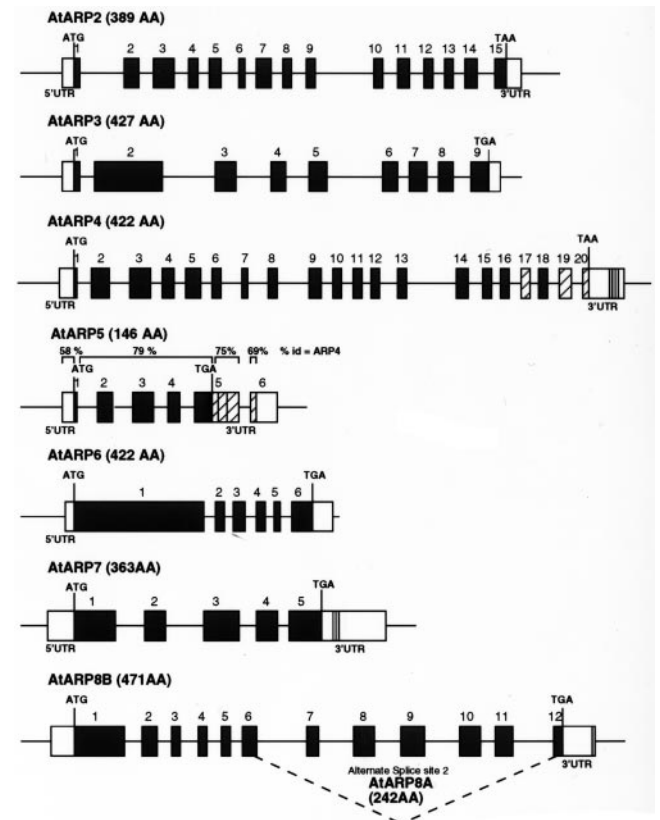 AtARP2 (389 AA)
ATG TAA
1 2 3 4 5 6 7 8 9 10 11 12 13 14 15
5'UTR 3'UTR
AtARP3 (427 AA)
ATG TGA
1 2 3 4 5 6 7 8 9
AtARP4 (422 AA)
ATG TAA
1 2 3 4 5 6 7 8 9 10 11 12 13 14 15 16 17 18 19 20
5'UTR 3'UTR
AtARP5 (146 AA)
58 % 79 % 75% 69% % id = ARP4
ATG TGA
1 2 3 4 5 6
5'UTR 3'UTR
AtARP6 (422 AA)
ATG TGA
1 2 3 4 5 6
5'UTR
AtARP7 (363AA)
ATG TGA
1 2 3 4 5
5'UTR 3'UTR
AtARP8B (471AA)
ATG TGA
1 2 3 4 5 6 7 8 9 10 11 12
3'UTR
Alternate Splice site 2
AtARP8A
(242AA)